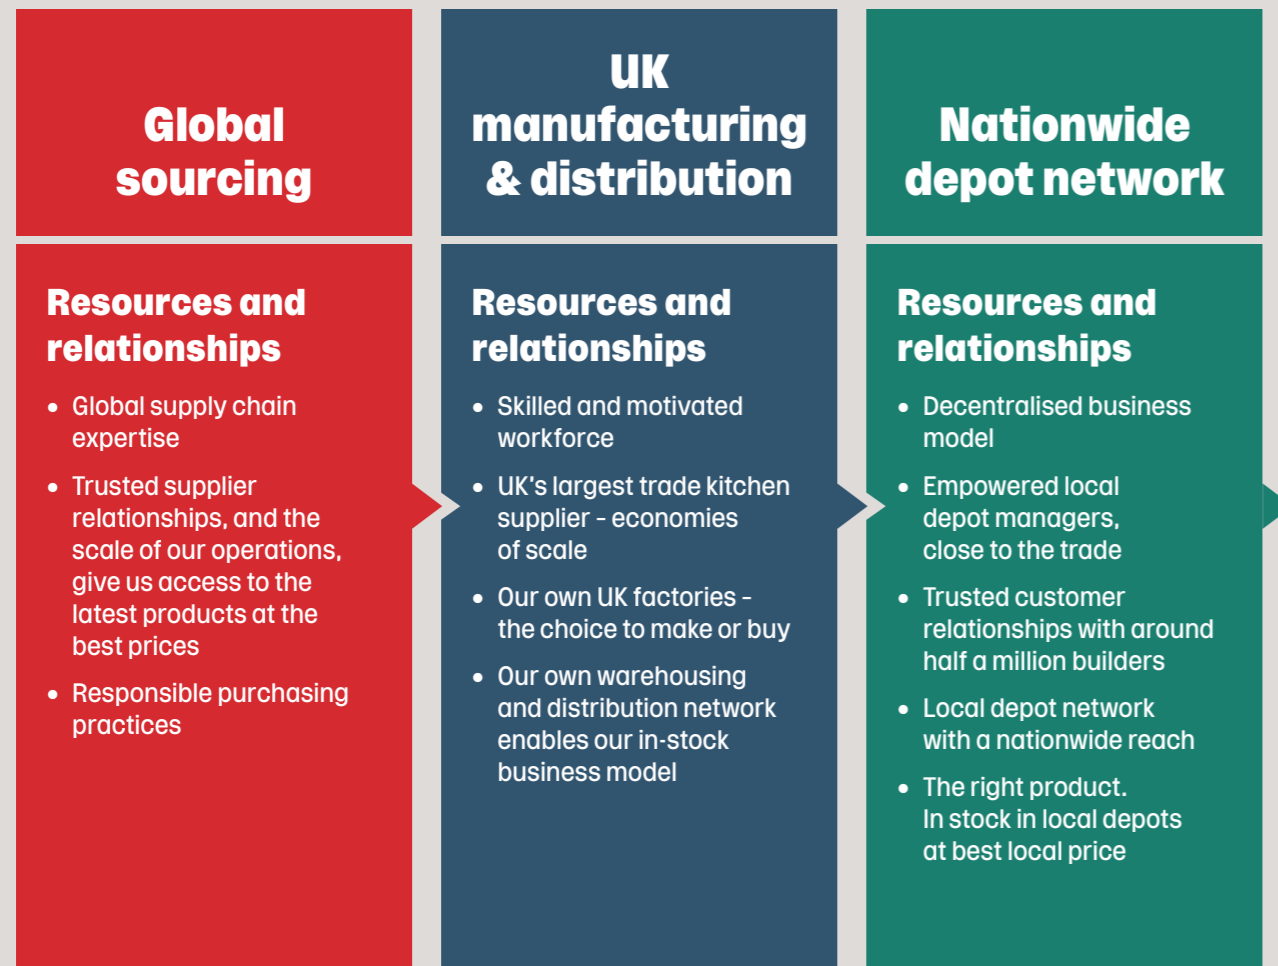 Global
sourcing
Resources and
relationships
• Global supply chain
expertise
• Trusted supplier
relationships, and the
scale of our operations,
give us access to the
latest products at the
best prices
• Responsible purchasing
practices
UK
manufacturing
& distribution
Resources and
relationships
• Skilled and motivated
workforce
• UK's largest trade kitchen
supplier – economies
of scale
• Our own UK factories –
the choice to make or buy
• Our own warehousing
and distribution network
enables our in-stock
business model
Nationwide
depot network
Resources and
relationships
• Decentralised business
model
• Empowered local
depot managers,
close to the trade
• Trusted customer
relationships with around
half a million builders
• Local depot network
with a nationwide reach
• The right product.
In stock in local depots
at best local price